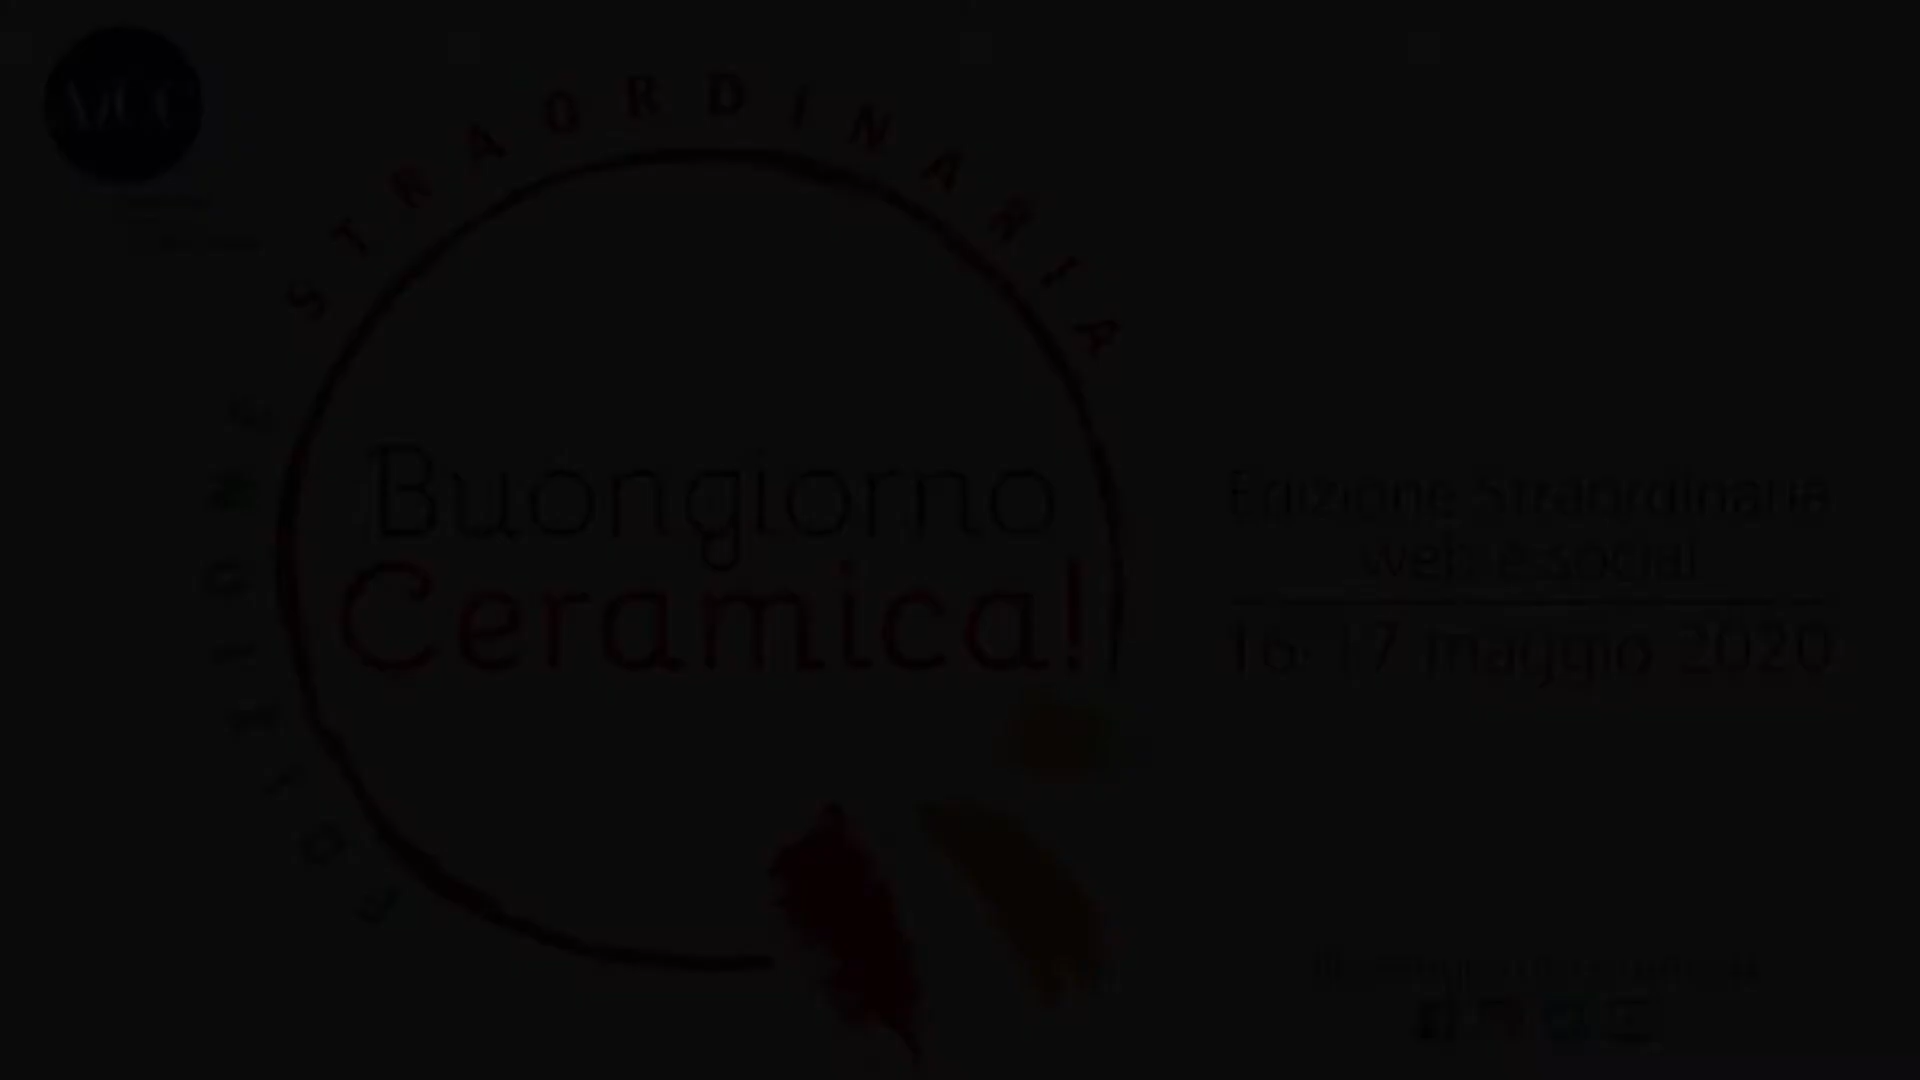 EDIZIONE STRAORDINARIA
Buongiorno
Ceramica!
Edizione Straordinaria
web e social
16-17 maggio 2020